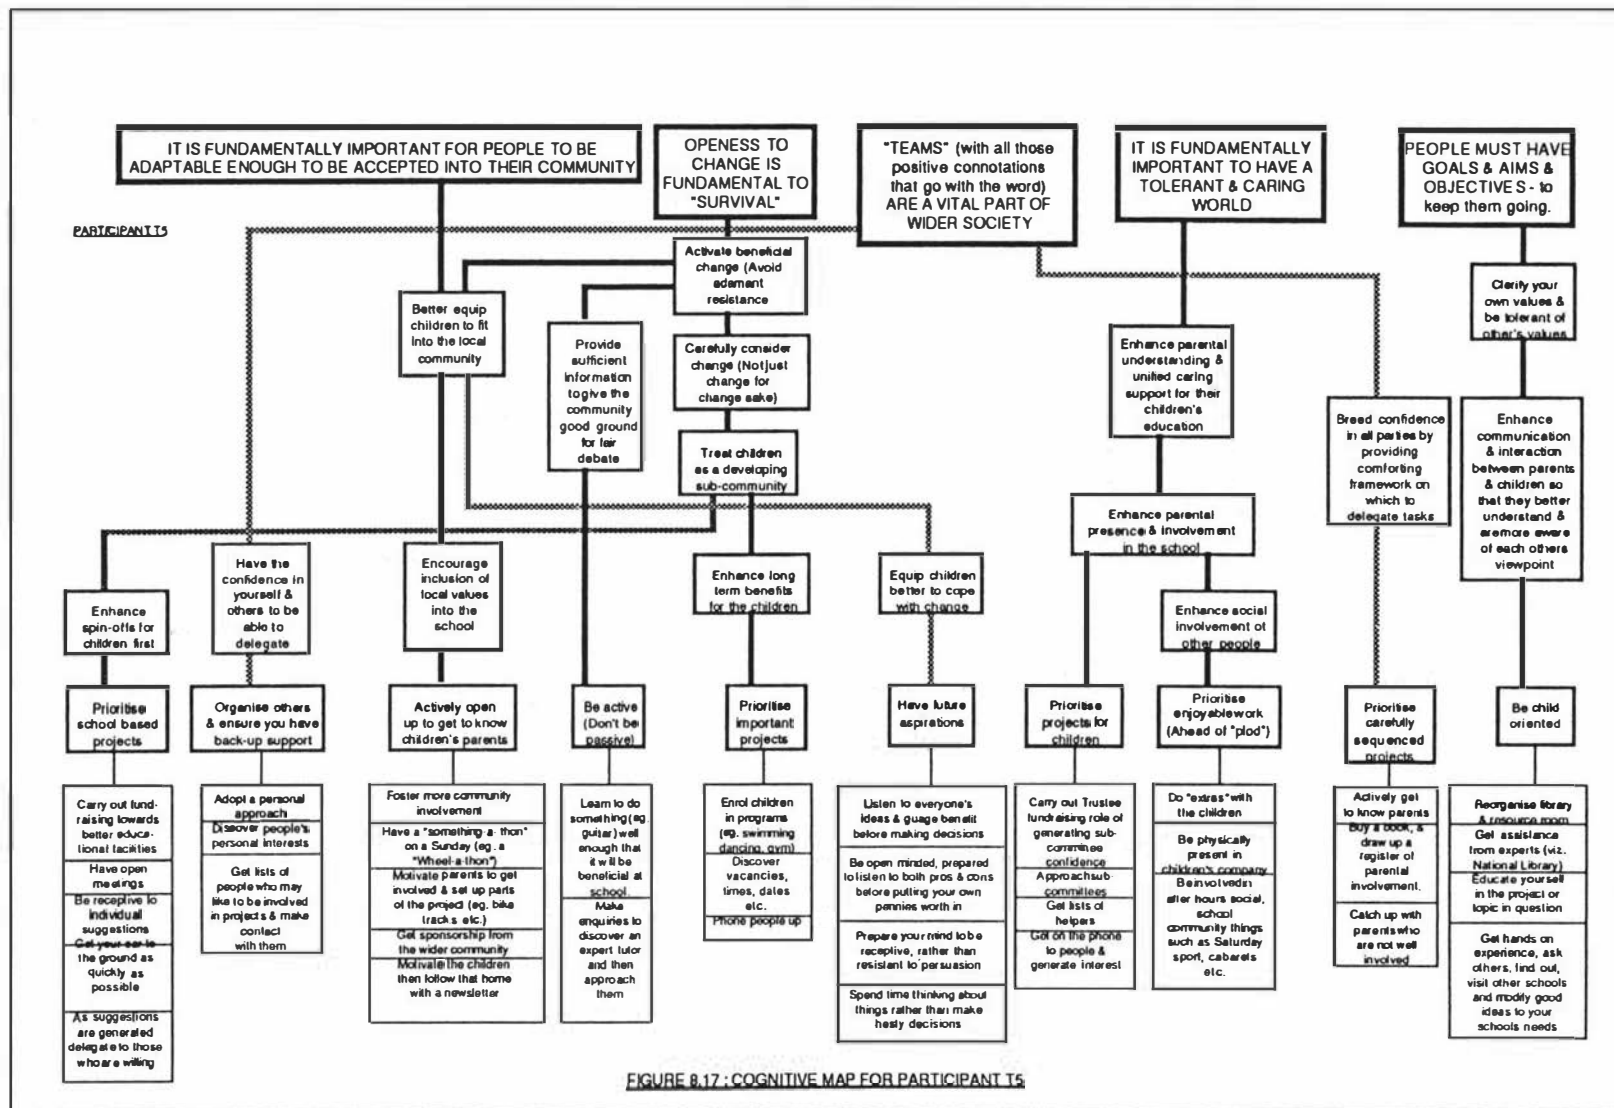 IT IS FUNDAMENTALLY IMPORTANT FOR PEOPLE TO BE
ADAPTABLE ENOUGH TO BE ACCEPTED INTO THEIR COMMUNITY
OPENESS TO
CHANGE IS
FUNDAMENTAL TO
"SURVIVAL"
"TEAMS" (with all those
positive connotations
that go with the word)
ARE A VITAL PART OF
WIDER SOCIETY
IT IS FUNDAMENTALLY
IMPORTANT TO HAVE A
TOLERANT & CARING
WORLD
PEOPLE MUST HAVE
GOALS & AIMS &
OBJECTIVES - to
keep them going.
PARTICIPANT T5
Activate beneficial
change (Avoid
adamant
resistance
Better equip
children to fit
into the local
community
Provide
sufficient
information
to give the
community
good ground
for fair
debate
Carefully consider
change (Not just
change for
change sake)
Treat children
as a developing
sub-community
Enhance parental
understanding &
unified caring
support for their
children's
education
Clarify your
own values &
be tolerant of
other's values
Breed confidence
in all parties by
providing
comforting
framework on
which to
delegate tasks
Enhance
communication
& interaction
between parents
& children so
that they better
understand &
are more aware
of each others
viewpoint
Enhance parental
presence & involvement
in the school
Enhance
spin-offs for
children first
Have the
confidence in
yourself &
others to be
able to
delegate
Encourage
inclusion of
local values
into the
school
Enhance long
term benefits
for the children
Equip children
better to cope
with change
Enhance social
involvement of
other people
Prioritise
school based
projects
Organise others
& ensure you have
back-up support
Actively open
up to get to know
children's parents
Be active
(Don't be
passive)
Prioritise
important
projects
Have future
aspirations
Prioritise
projects for
children
Prioritise
enjoyable work
(Ahead of "plod")
Prioritise
carefully
sequenced
projects
Be child
oriented
Carry out fund-
raising towards
better educa-
tional facilities
Have open
meetings
Be receptive to
individual
suggestions
Get your ear to
the ground as
quickly as
possible
As suggestions
are generated
delegate to those
who are willing
Adopt a personal
approach
Discover people's
personal interests
Get lists of
people who may
like to be involved
in projects & make
contact
with them
Foster more community
involvement
Have a "something-a-thon"
on a Sunday (eg. a
"Wheel-a-thon")
Motivate parents to get
involved & set up parts
of the project (eg. bike
tracks etc.)
Get sponsorship from
the wider community
Motivate the children
then follow that home
with a newsletter
Learn to do
something (eg.
guitar) well
enough that
it will be
beneficial at
school.
Make
enquiries to
discover an
expert tutor
and then
approach
them
Enrol children
in programs
(eg. swimming
dancing, gym)
Discover
vacancies,
times, dates
etc.
Phone people up
Listen to everyone's
ideas & guage benefit
before making decisions
Be open minded, prepared
to listen to both pros & cons
before putting your own
pennies worth in
Prepare your mind to be
receptive, rather than
resistant to persuasion
Spend time thinking about
things rather than make
hasty decisions
Carry out Trustee
fundraising role of
generating sub-
committee
confidence
Approach sub-
committees
Get lists of
helpers
Get on the phone
to people &
generate interest
Do "extras" with
the children
Be physically
present in
children's company
Be involved in
after hours social,
school
community things
such as Saturday
sport, cabarets
etc.
Actively get
to know parents
Buy a book, &
draw up a
register of
parental
involvement.
Catch up with
parents who
are not well
involved
Reorganise library
& resource room
Get assistance
from experts (viz.
National Library)
Educate yourself
in the project or
topic in question
Get hands on
experience, ask
others, find out,
visit other schools
and modify good
ideas to your
schools needs
FIGURE 8.17 : COGNITIVE MAP FOR PARTICIPANT T5